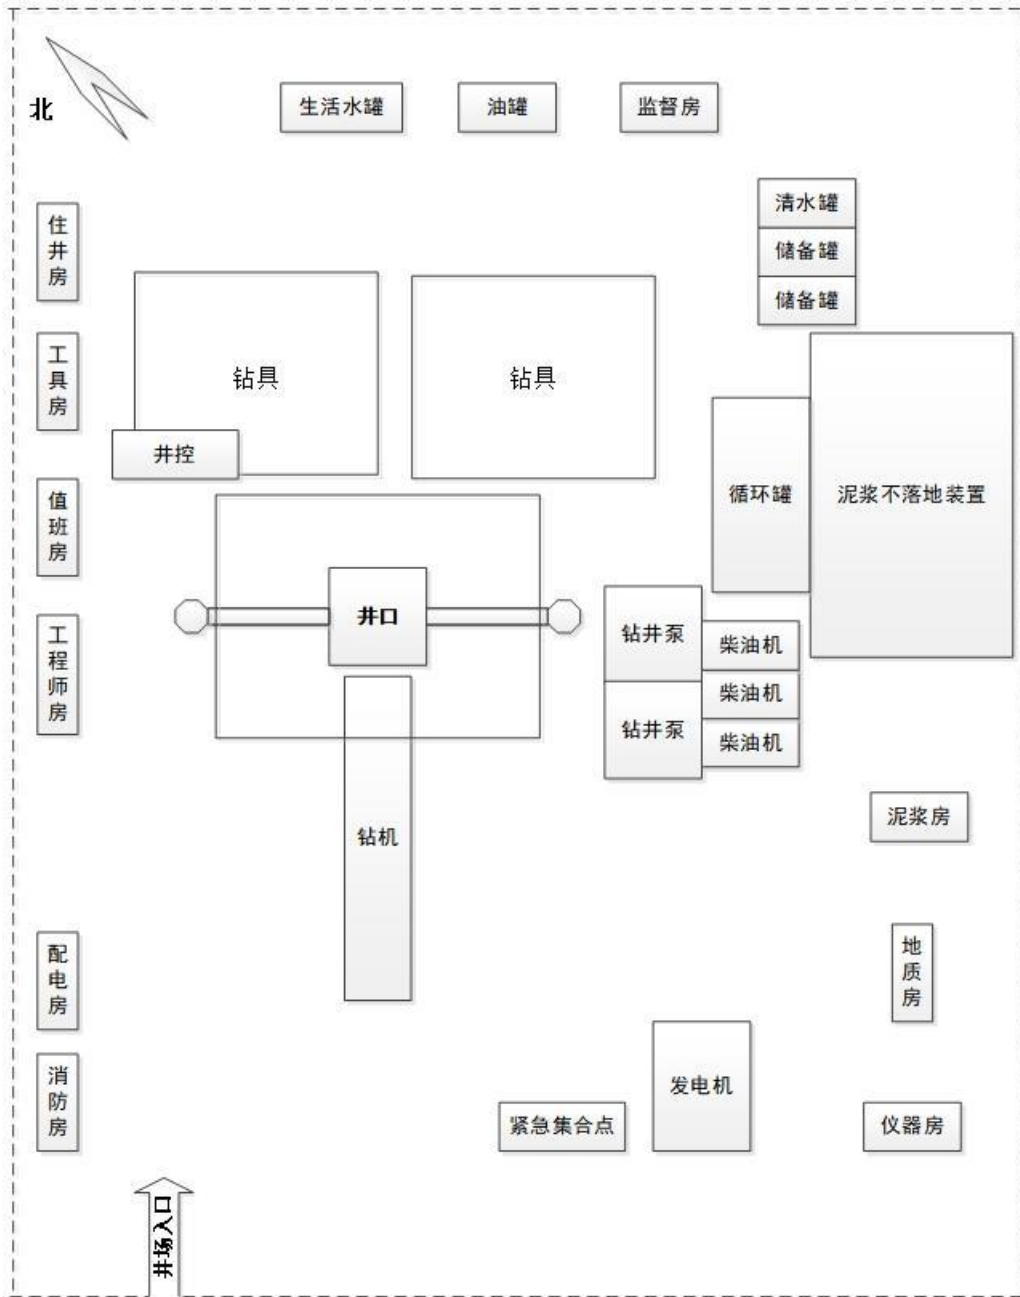 北
生活水罐
油罐
监督房
清水罐
储备罐
储备罐
住井房
工具房
钻具
钻具
井控
值班房
循环罐
泥浆不落地装置
井口
工程师房
钻井泵
柴油机
柴油机
钻井泵
柴油机
泥浆房
钻机
配电房
地质房
消防房
发电机
紧急集合点
仪器房
井场入口